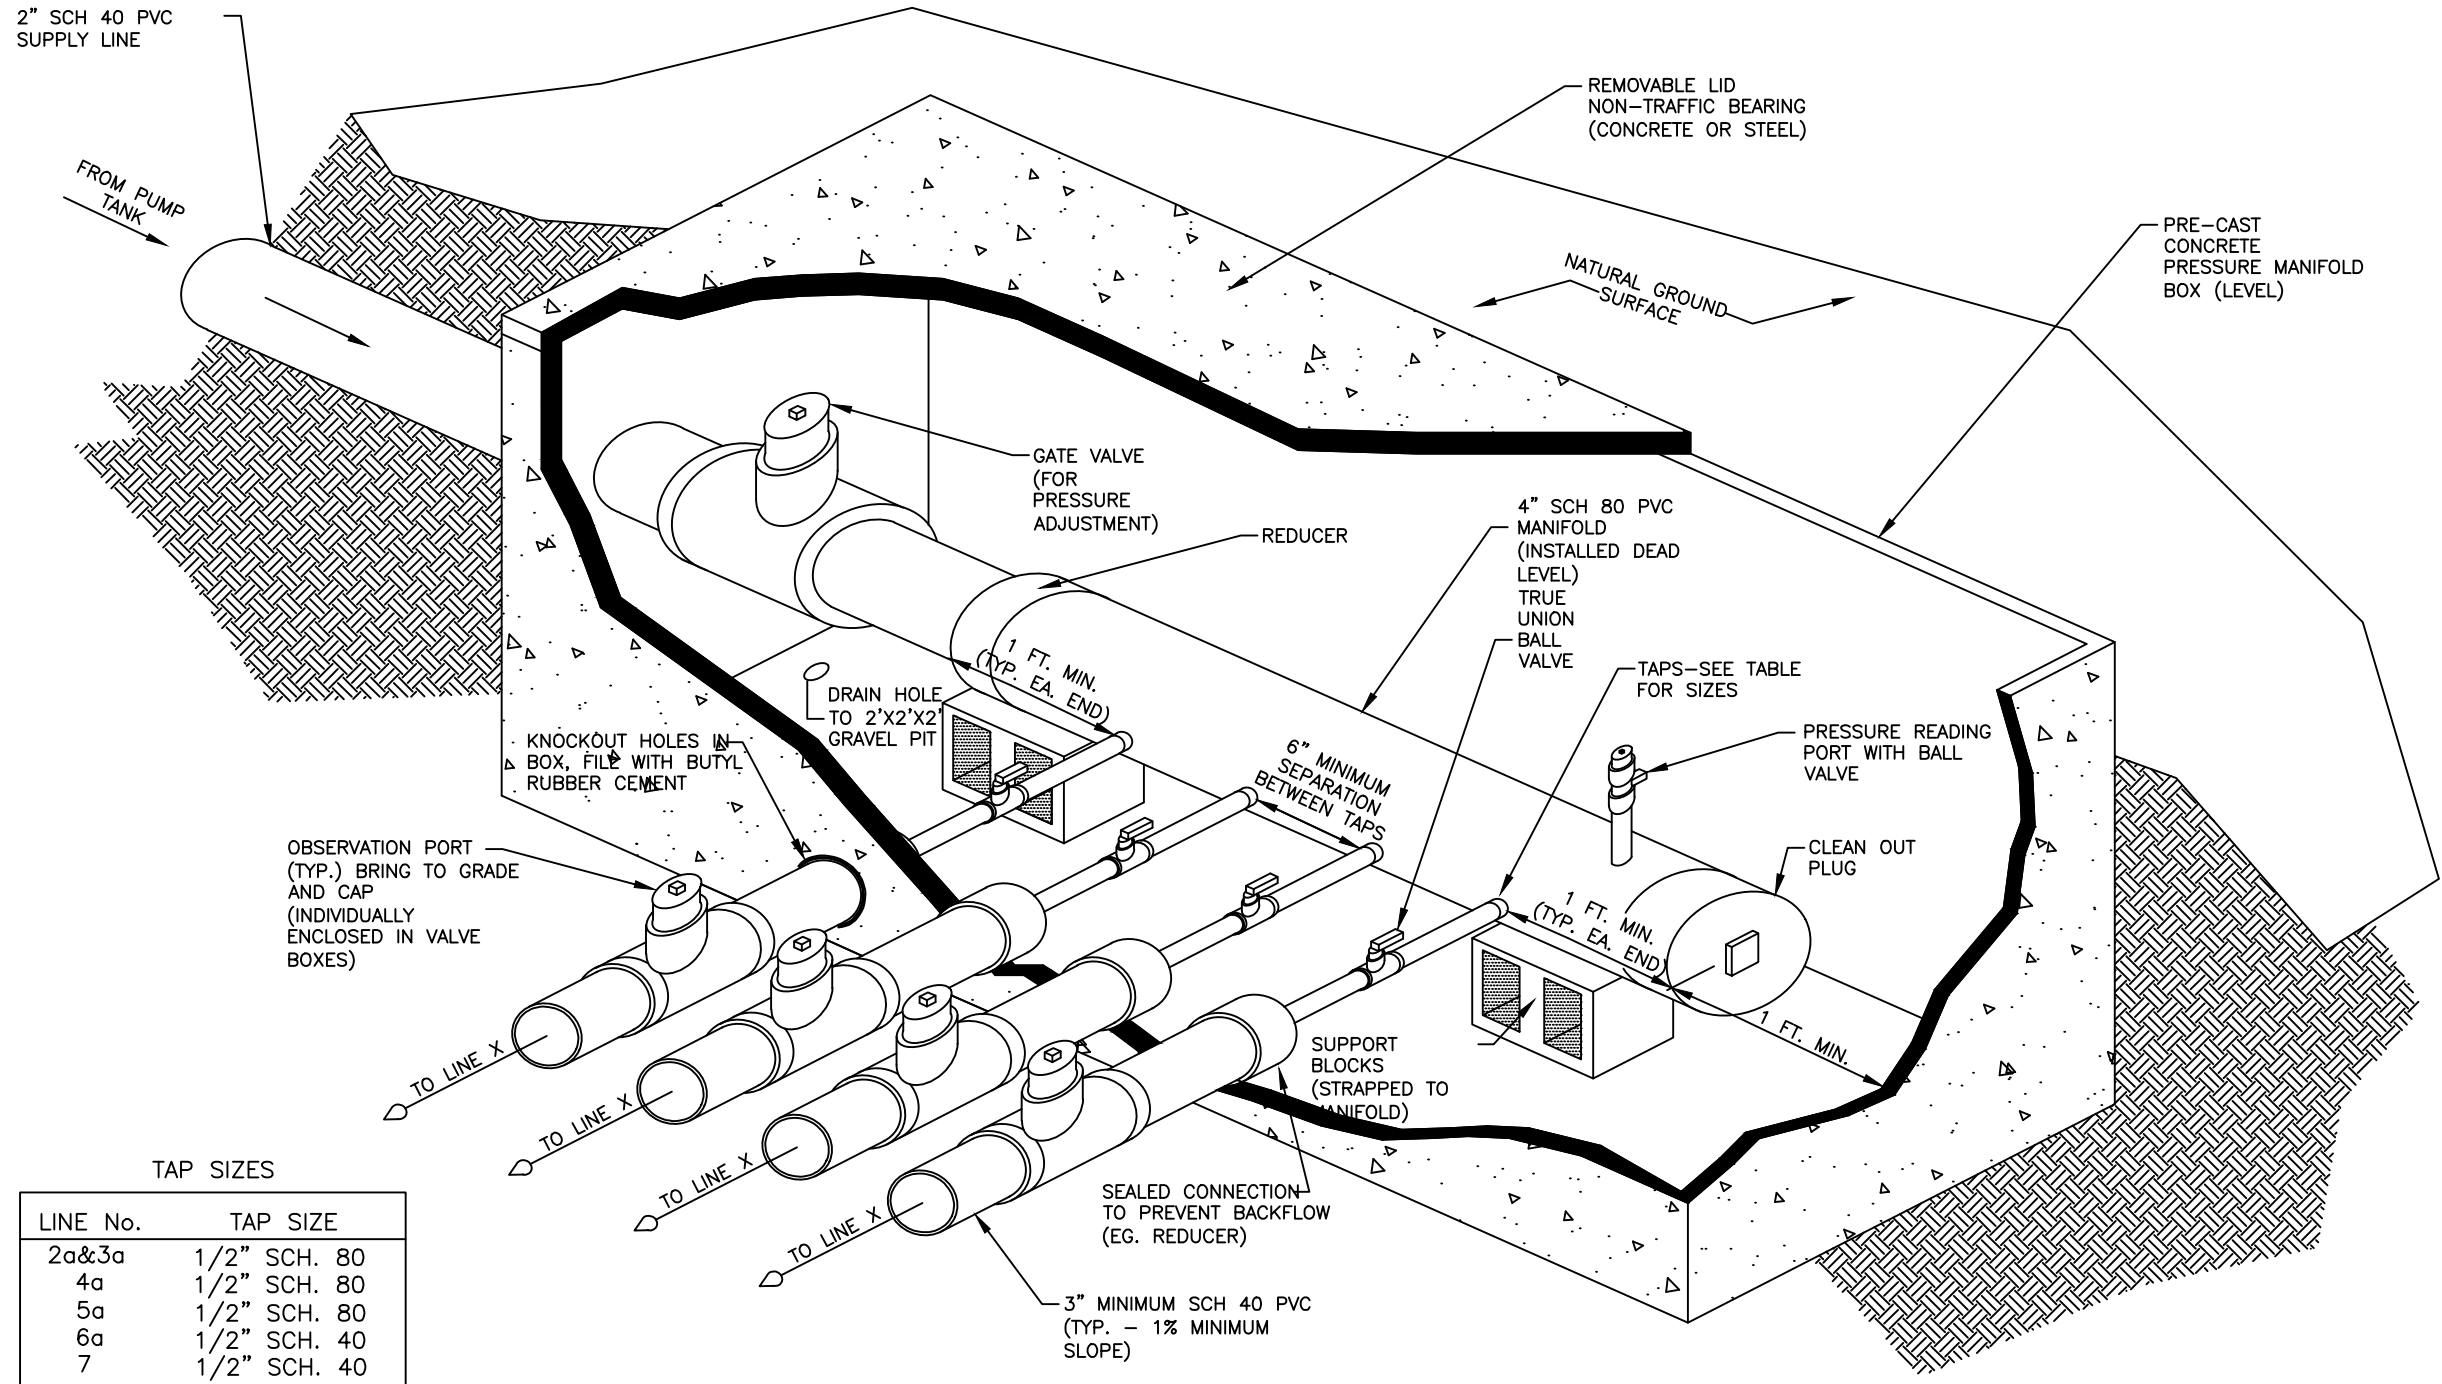 2" SCH 40 PVC
SUPPLY LINE
FROM PUMP
TANK
REMOVABLE LID
NON-TRAFFIC BEARING
(CONCRETE OR STEEL)
NATURAL GROUND
SURFACE
PRE-CAST
CONCRETE
PRESSURE MANIFOLD
BOX (LEVEL)
GATE VALVE
(FOR
PRESSURE
ADJUSTMENT)
REDUCER
4" SCH 80 PVC
MANIFOLD
(INSTALLED DEAD
LEVEL)
TRUE
UNION
BALL
VALVE
TAPS-SEE TABLE
FOR SIZES
PRESSURE READING
PORT WITH BALL
VALVE
CLEAN OUT
PLUG
1 FT. MIN.
(TYP. EA. END)
DRAIN HOLE
TO 2'X2'X2'
GRAVEL PIT
KNOCKOUT HOLES IN
BOX, FILL WITH BUTYL
RUBBER CEMENT
6" MINIMUM
SEPARATION
BETWEEN TAPS
OBSERVATION PORT
(TYP.) BRING TO GRADE
AND CAP
(INDIVIDUALLY
ENCLOSED IN VALVE
BOXES)
1 FT. MIN.
(TYP. EA. END)
1 FT. MIN.
SUPPORT
BLOCKS
(STRAPPED TO
MANIFOLD)
TO LINE X
TO LINE X
TO LINE X
TO LINE X
SEALED CONNECTION
TO PREVENT BACKFLOW
(EG. REDUCER)
3" MINIMUM SCH 40 PVC
(TYP. - 1% MINIMUM
SLOPE)
TAP SIZES
LINE No. TAP SIZE
2a&3a 1/2" SCH. 80
4a 1/2" SCH. 80
5a 1/2" SCH. 80
6a 1/2" SCH. 40
7 1/2" SCH. 40